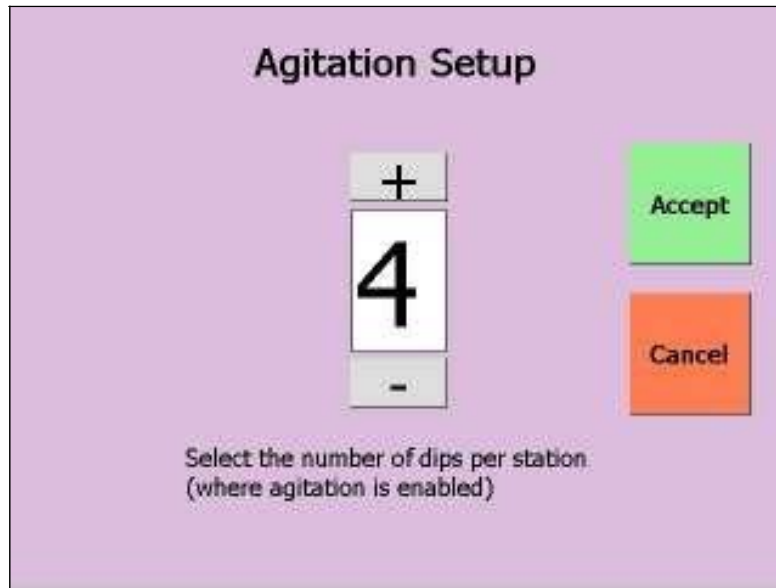 Agitation Setup
+
4
-
Accept
Cancel
Select the number of dips per station
(where agitation is enabled)